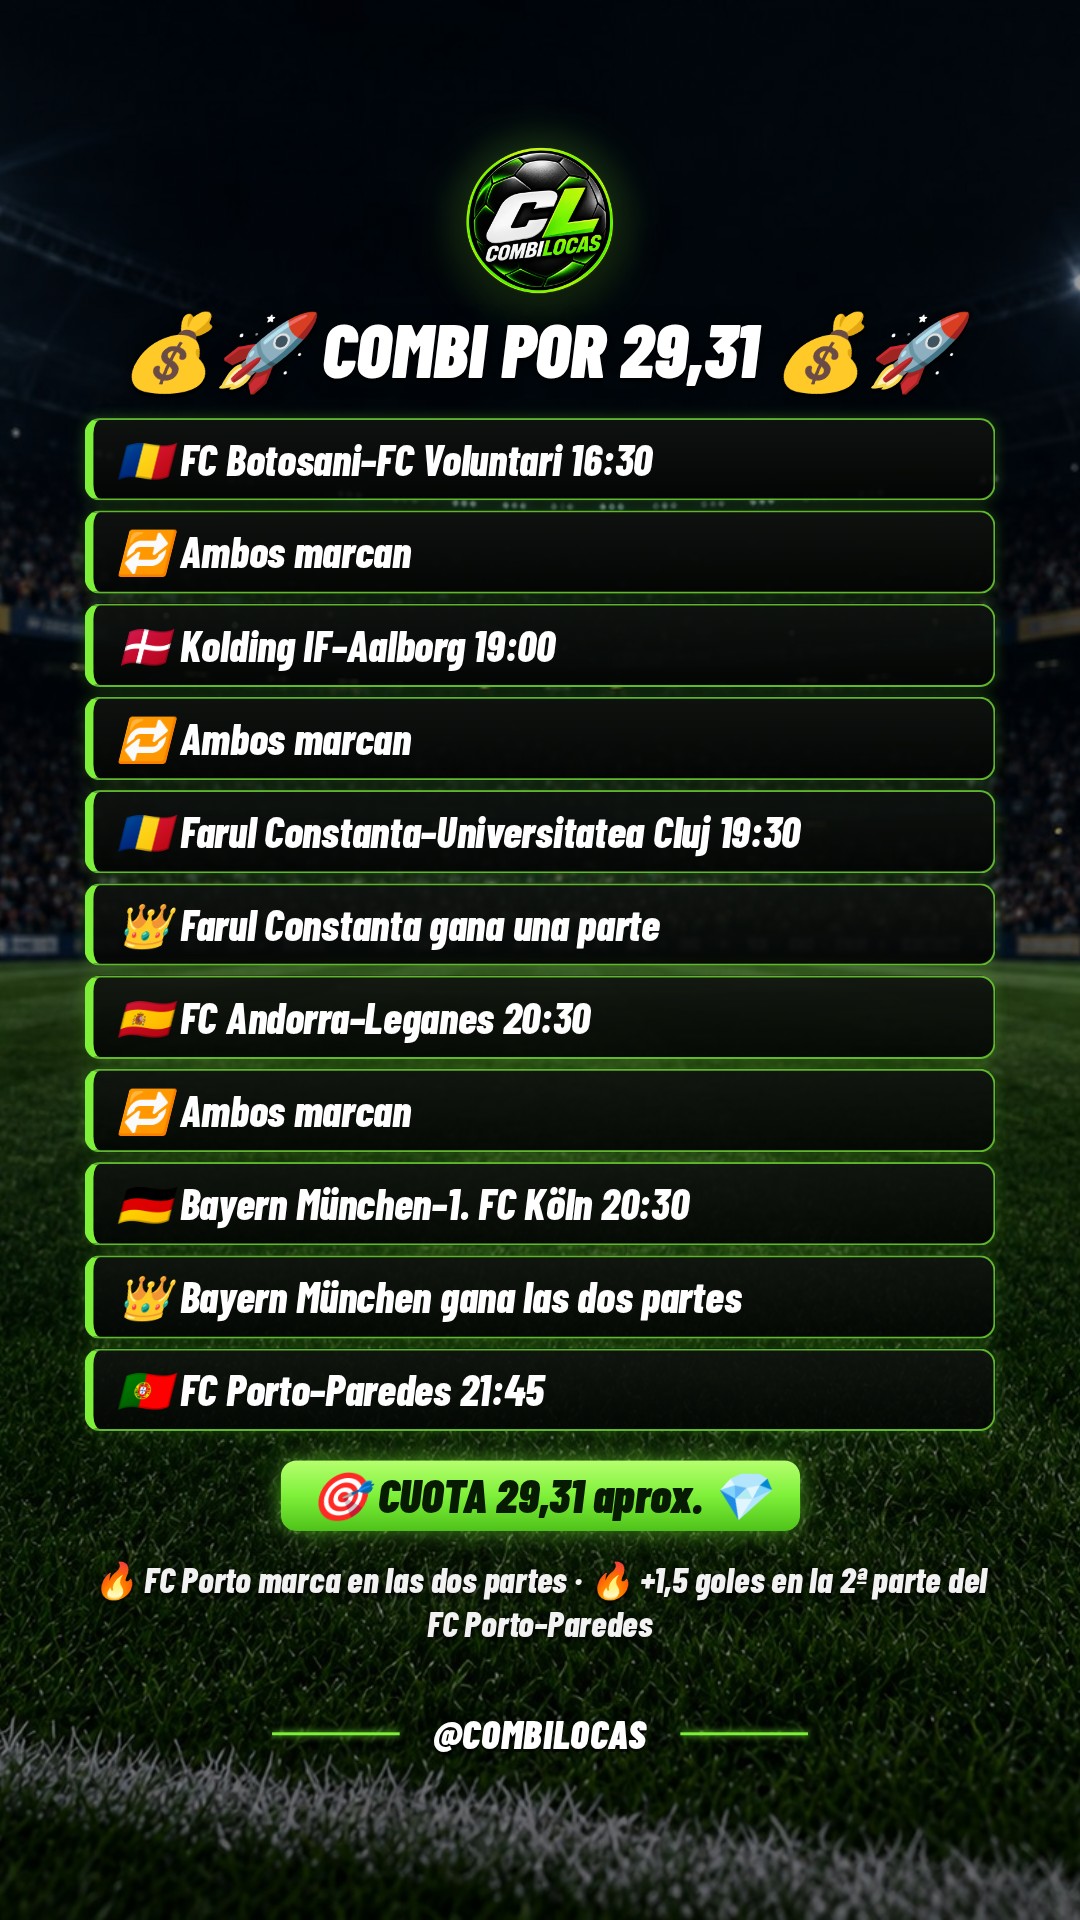 CL
COMBILOCAS
💰🚀 COMBI POR 29,31 💰🚀
🇷🇴 FC Botosani-FC Voluntari 16:30
🔁 Ambos marcan
🇩🇰 Kolding IF-Aalborg 19:00
🔁 Ambos marcan
🇷🇴 Farul Constanta-Universitatea Cluj 19:30
👑 Farul Constanta gana una parte
🇪🇸 FC Andorra-Leganes 20:30
🔁 Ambos marcan
🇩🇪 Bayern München-1. FC Köln 20:30
👑 Bayern München gana las dos partes
🇵🇹 FC Porto-Paredes 21:45
🎯 CUOTA 29,31 aprox. 💎
🔥 FC Porto marca en las dos partes · 🔥 +1,5 goles en la 2ª parte del
FC Porto-Paredes
@COMBILOCAS